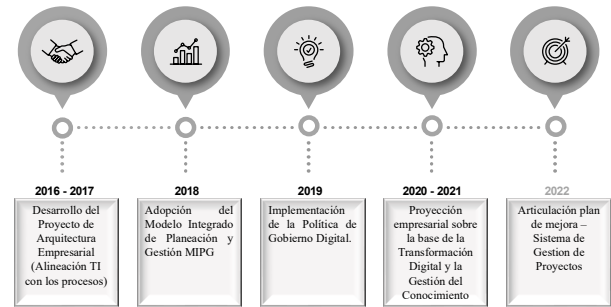 2016 - 2017
Desarrollo del
Proyecto de
Arquitectura
Empresarial
(Alineación TI
con los procesos)
2018
Adopción del
Modelo Integrado
de Planeación y
Gestión MIPG
2019
Implementación
de la Política de
Gobierno Digital.
2020 - 2021
Proyección
empresarial sobre
la base de la
Transformación
Digital y la
Gestión del
Conocimiento
2022
Articulación plan
de mejora –
Sistema de
Gestion de
Proyectos